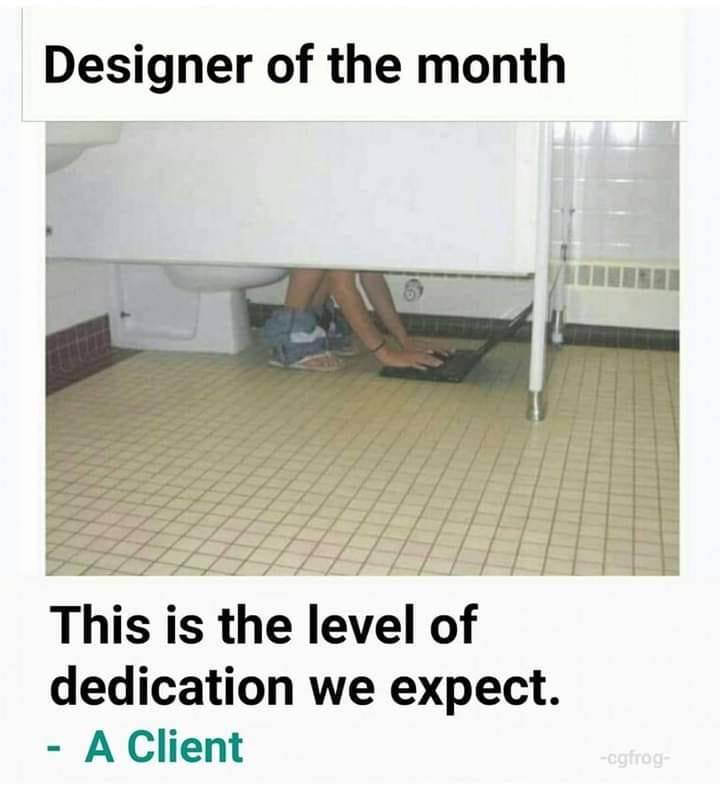 Designer of the month
This is the level of
dedication we expect.
- A Client
-cgfrog-